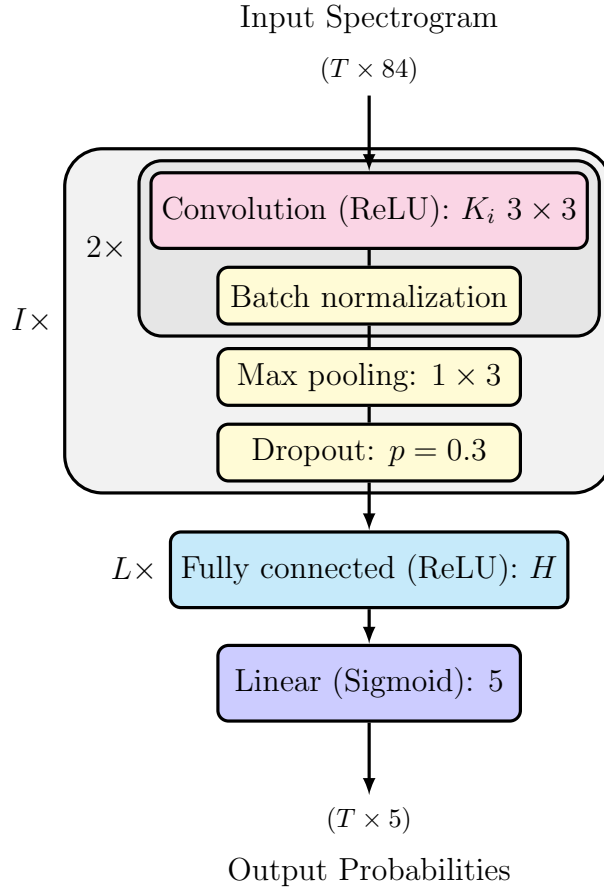 Input Spectrogram
(T × 84)
Convolution (ReLU): K_i 3 × 3
2×
Batch normalization
I×
Max pooling: 1 × 3
Dropout: p = 0.3
L×
Fully connected (ReLU): H
Linear (Sigmoid): 5
(T × 5)
Output Probabilities